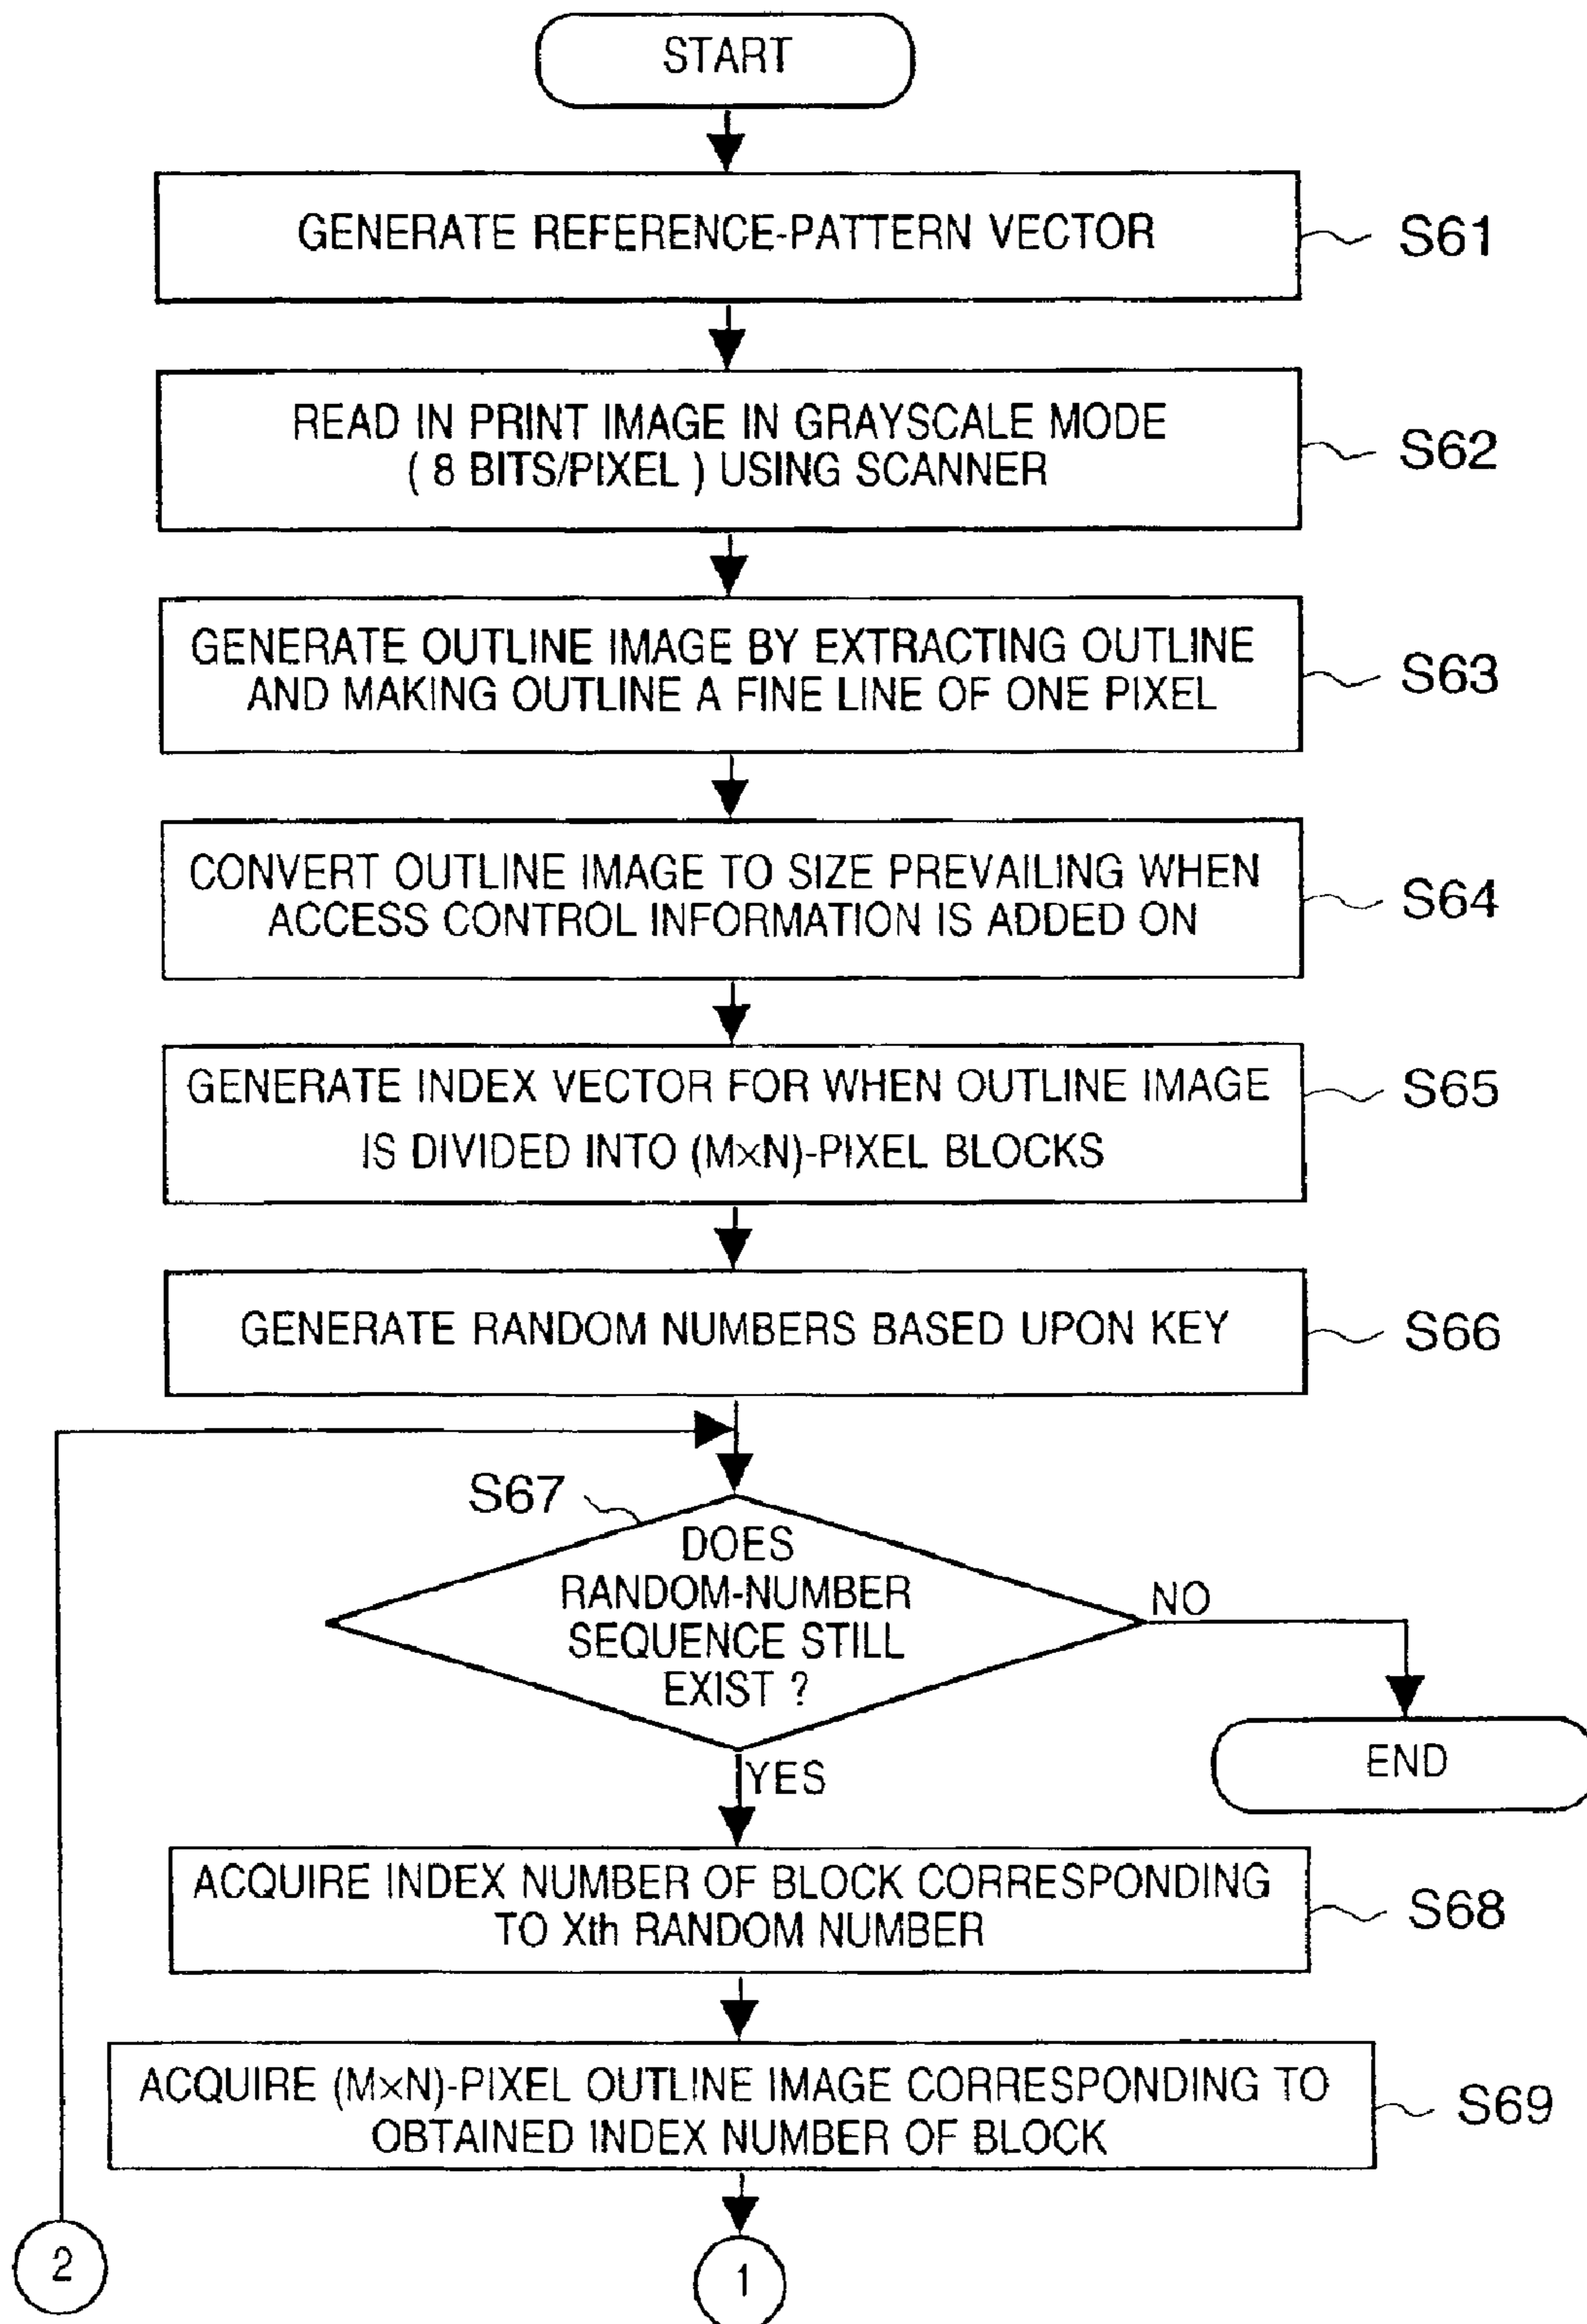 START
GENERATE REFERENCE-PATTERN VECTOR
S61
READ IN PRINT IMAGE IN GRAYSCALE MODE
( 8 BITS/PIXEL ) USING SCANNER
S62
GENERATE OUTLINE IMAGE BY EXTRACTING OUTLINE
AND MAKING OUTLINE A FINE LINE OF ONE PIXEL
S63
CONVERT OUTLINE IMAGE TO SIZE PREVAILING WHEN
ACCESS CONTROL INFORMATION IS ADDED ON
S64
GENERATE INDEX VECTOR FOR WHEN OUTLINE IMAGE
IS DIVIDED INTO (M×N)-PIXEL BLOCKS
S65
GENERATE RANDOM NUMBERS BASED UPON KEY
S66
S67
DOES
RANDOM-NUMBER
SEQUENCE STILL
EXIST ?
NO
END
YES
ACQUIRE INDEX NUMBER OF BLOCK CORRESPONDING
TO Xth RANDOM NUMBER
S68
ACQUIRE (M×N)-PIXEL OUTLINE IMAGE CORRESPONDING TO
OBTAINED INDEX NUMBER OF BLOCK
S69
2
1